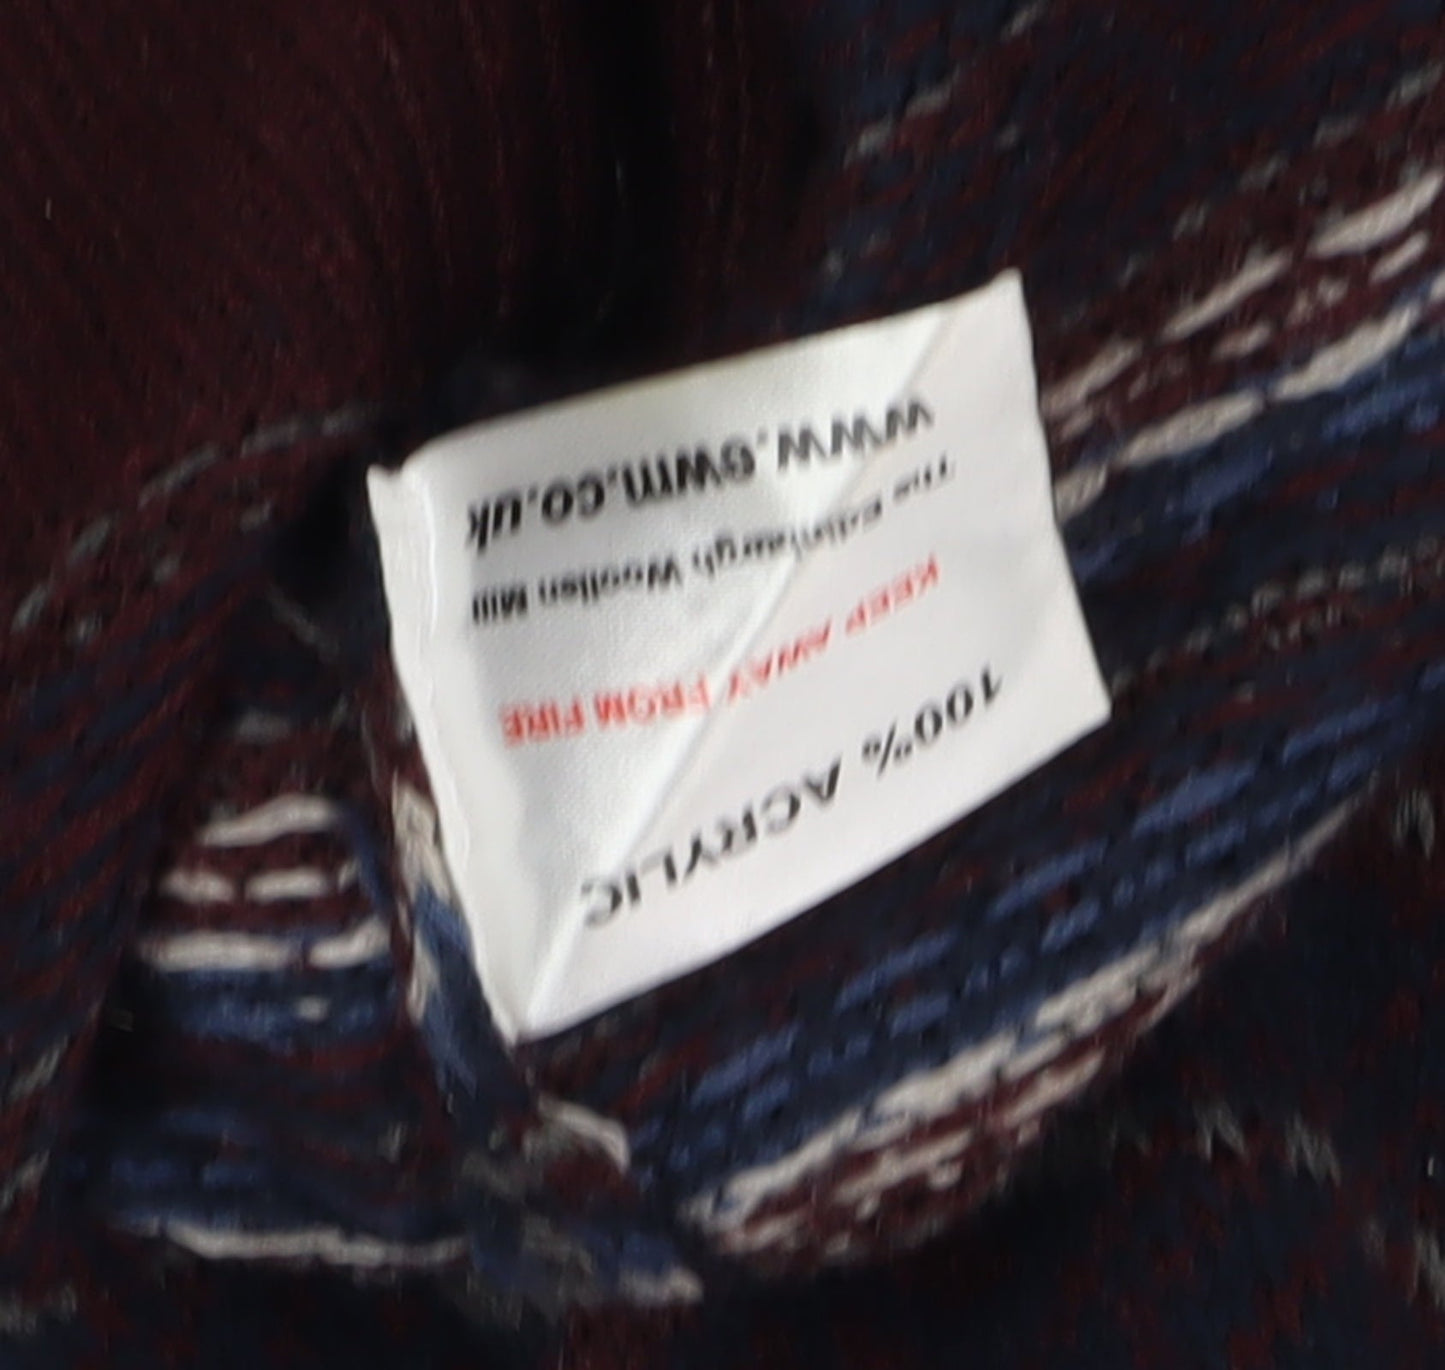 100% ACRYLIC
KEEP AWAY FROM FIRE
The Edinburgh Woollen Mill
www.ewm.co.uk